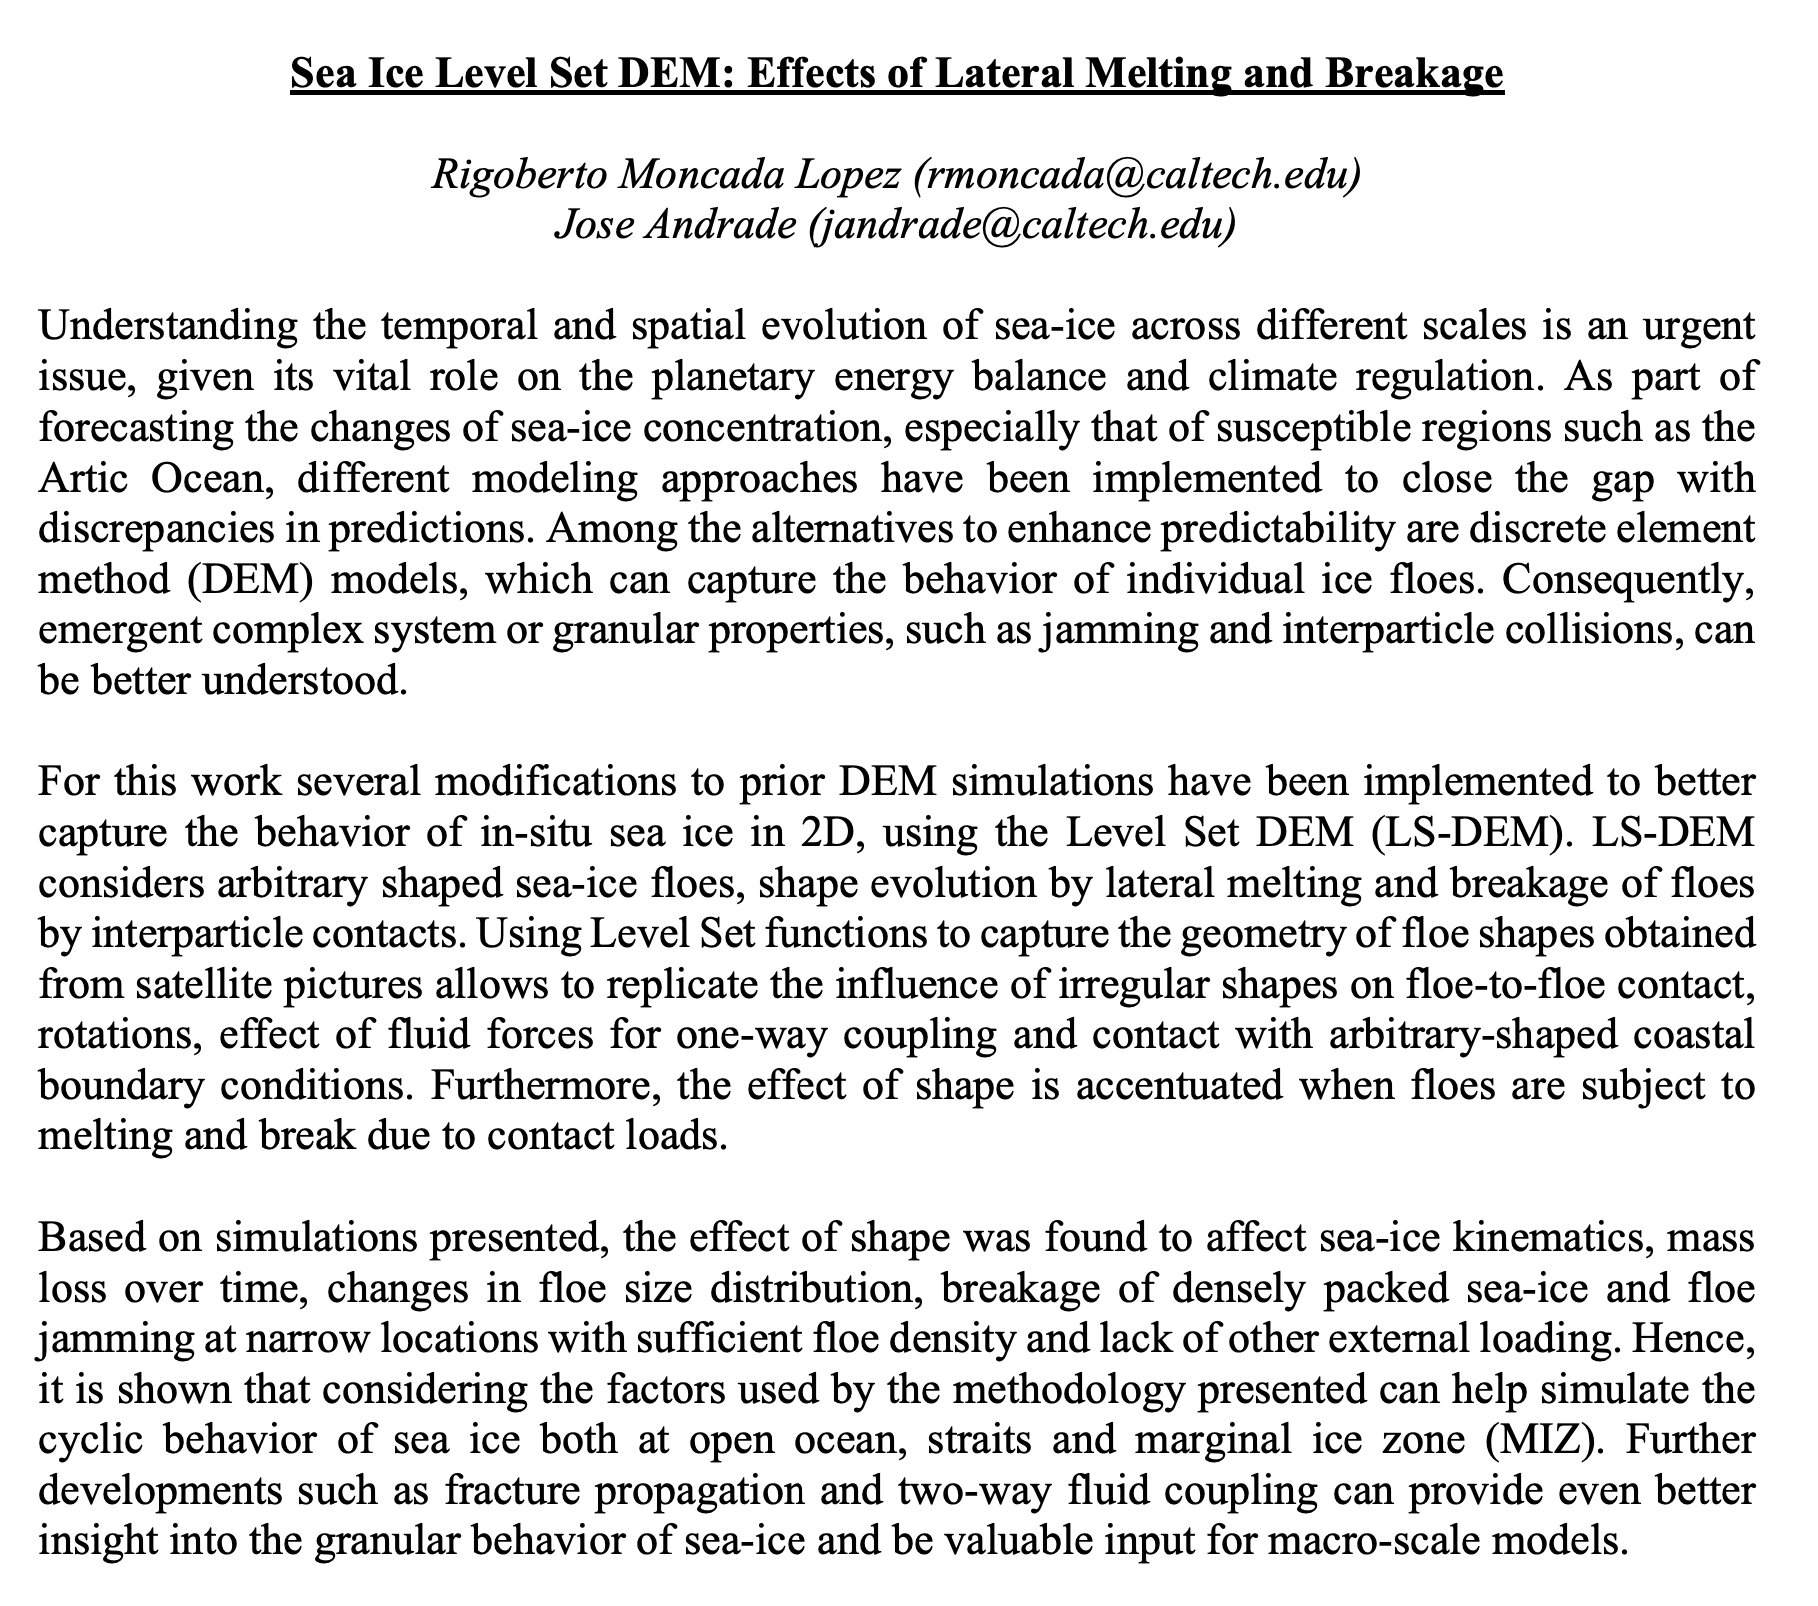 Sea Ice Level Set DEM: Effects of Lateral Melting and Breakage
Rigoberto Moncada Lopez (rmoncada@caltech.edu)
Jose Andrade (jandrade@caltech.edu)
Understanding the temporal and spatial evolution of sea-ice across different scales is an urgent
issue, given its vital role on the planetary energy balance and climate regulation. As part of
forecasting the changes of sea-ice concentration, especially that of susceptible regions such as the
Artic Ocean, different modeling approaches have been implemented to close the gap with
discrepancies in predictions. Among the alternatives to enhance predictability are discrete element
method (DEM) models, which can capture the behavior of individual ice floes. Consequently,
emergent complex system or granular properties, such as jamming and interparticle collisions, can
be better understood.
For this work several modifications to prior DEM simulations have been implemented to better
capture the behavior of in-situ sea ice in 2D, using the Level Set DEM (LS-DEM). LS-DEM
considers arbitrary shaped sea-ice floes, shape evolution by lateral melting and breakage of floes
by interparticle contacts. Using Level Set functions to capture the geometry of floe shapes obtained
from satellite pictures allows to replicate the influence of irregular shapes on floe-to-floe contact,
rotations, effect of fluid forces for one-way coupling and contact with arbitrary-shaped coastal
boundary conditions. Furthermore, the effect of shape is accentuated when floes are subject to
melting and break due to contact loads.
Based on simulations presented, the effect of shape was found to affect sea-ice kinematics, mass
loss over time, changes in floe size distribution, breakage of densely packed sea-ice and floe
jamming at narrow locations with sufficient floe density and lack of other external loading. Hence,
it is shown that considering the factors used by the methodology presented can help simulate the
cyclic behavior of sea ice both at open ocean, straits and marginal ice zone (MIZ). Further
developments such as fracture propagation and two-way fluid coupling can provide even better
insight into the granular behavior of sea-ice and be valuable input for macro-scale models.